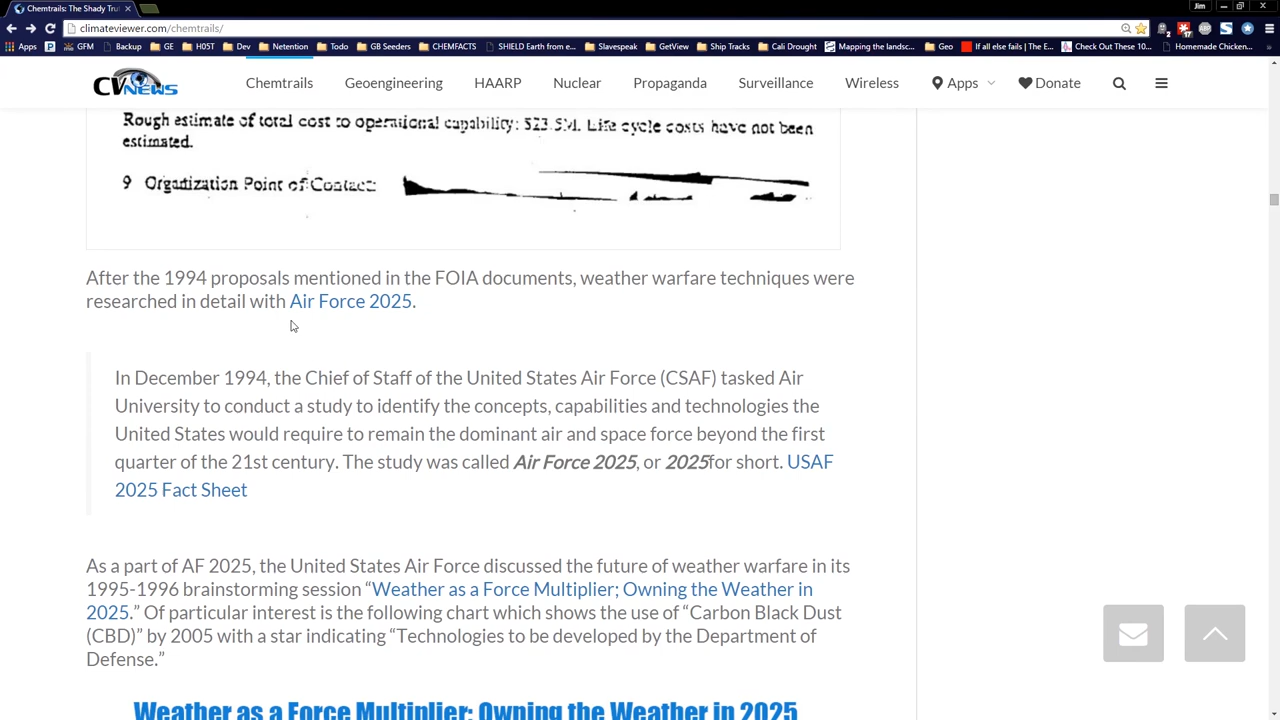 Chemtrails: The Shady Tru
Jim
climateviewer.com/chemtrails/
Apps GFM Backup GE H05T Dev Netention Todo GB Seeders CHEMFACTS SHIELD Earth from e... Slavespeak GetView Ship Tracks Cali Drought Mapping the landsc... Geo If all else fails | The E... Check Out These 10... Homemade Chicken...
CV NEWS
Chemtrails Geoengineering HAARP Nuclear Propaganda Surveillance Wireless Apps Donate
Rough estimate of total cost to operational capability: $23.5M. Life cycle costs have not been
estimated.
9 Organization Point of Contact
After the 1994 proposals mentioned in the FOIA documents, weather warfare techniques were
researched in detail with Air Force 2025.
In December 1994, the Chief of Staff of the United States Air Force (CSAF) tasked Air
University to conduct a study to identify the concepts, capabilities and technologies the
United States would require to remain the dominant air and space force beyond the first
quarter of the 21st century. The study was called Air Force 2025, or 2025for short. USAF
2025 Fact Sheet
As a part of AF 2025, the United States Air Force discussed the future of weather warfare in its
1995-1996 brainstorming session “Weather as a Force Multiplier; Owning the Weather in
2025.” Of particular interest is the following chart which shows the use of “Carbon Black Dust
(CBD)” by 2005 with a star indicating “Technologies to be developed by the Department of
Defense.”
Weather as a Force Multiplier: Owning the Weather in 2025